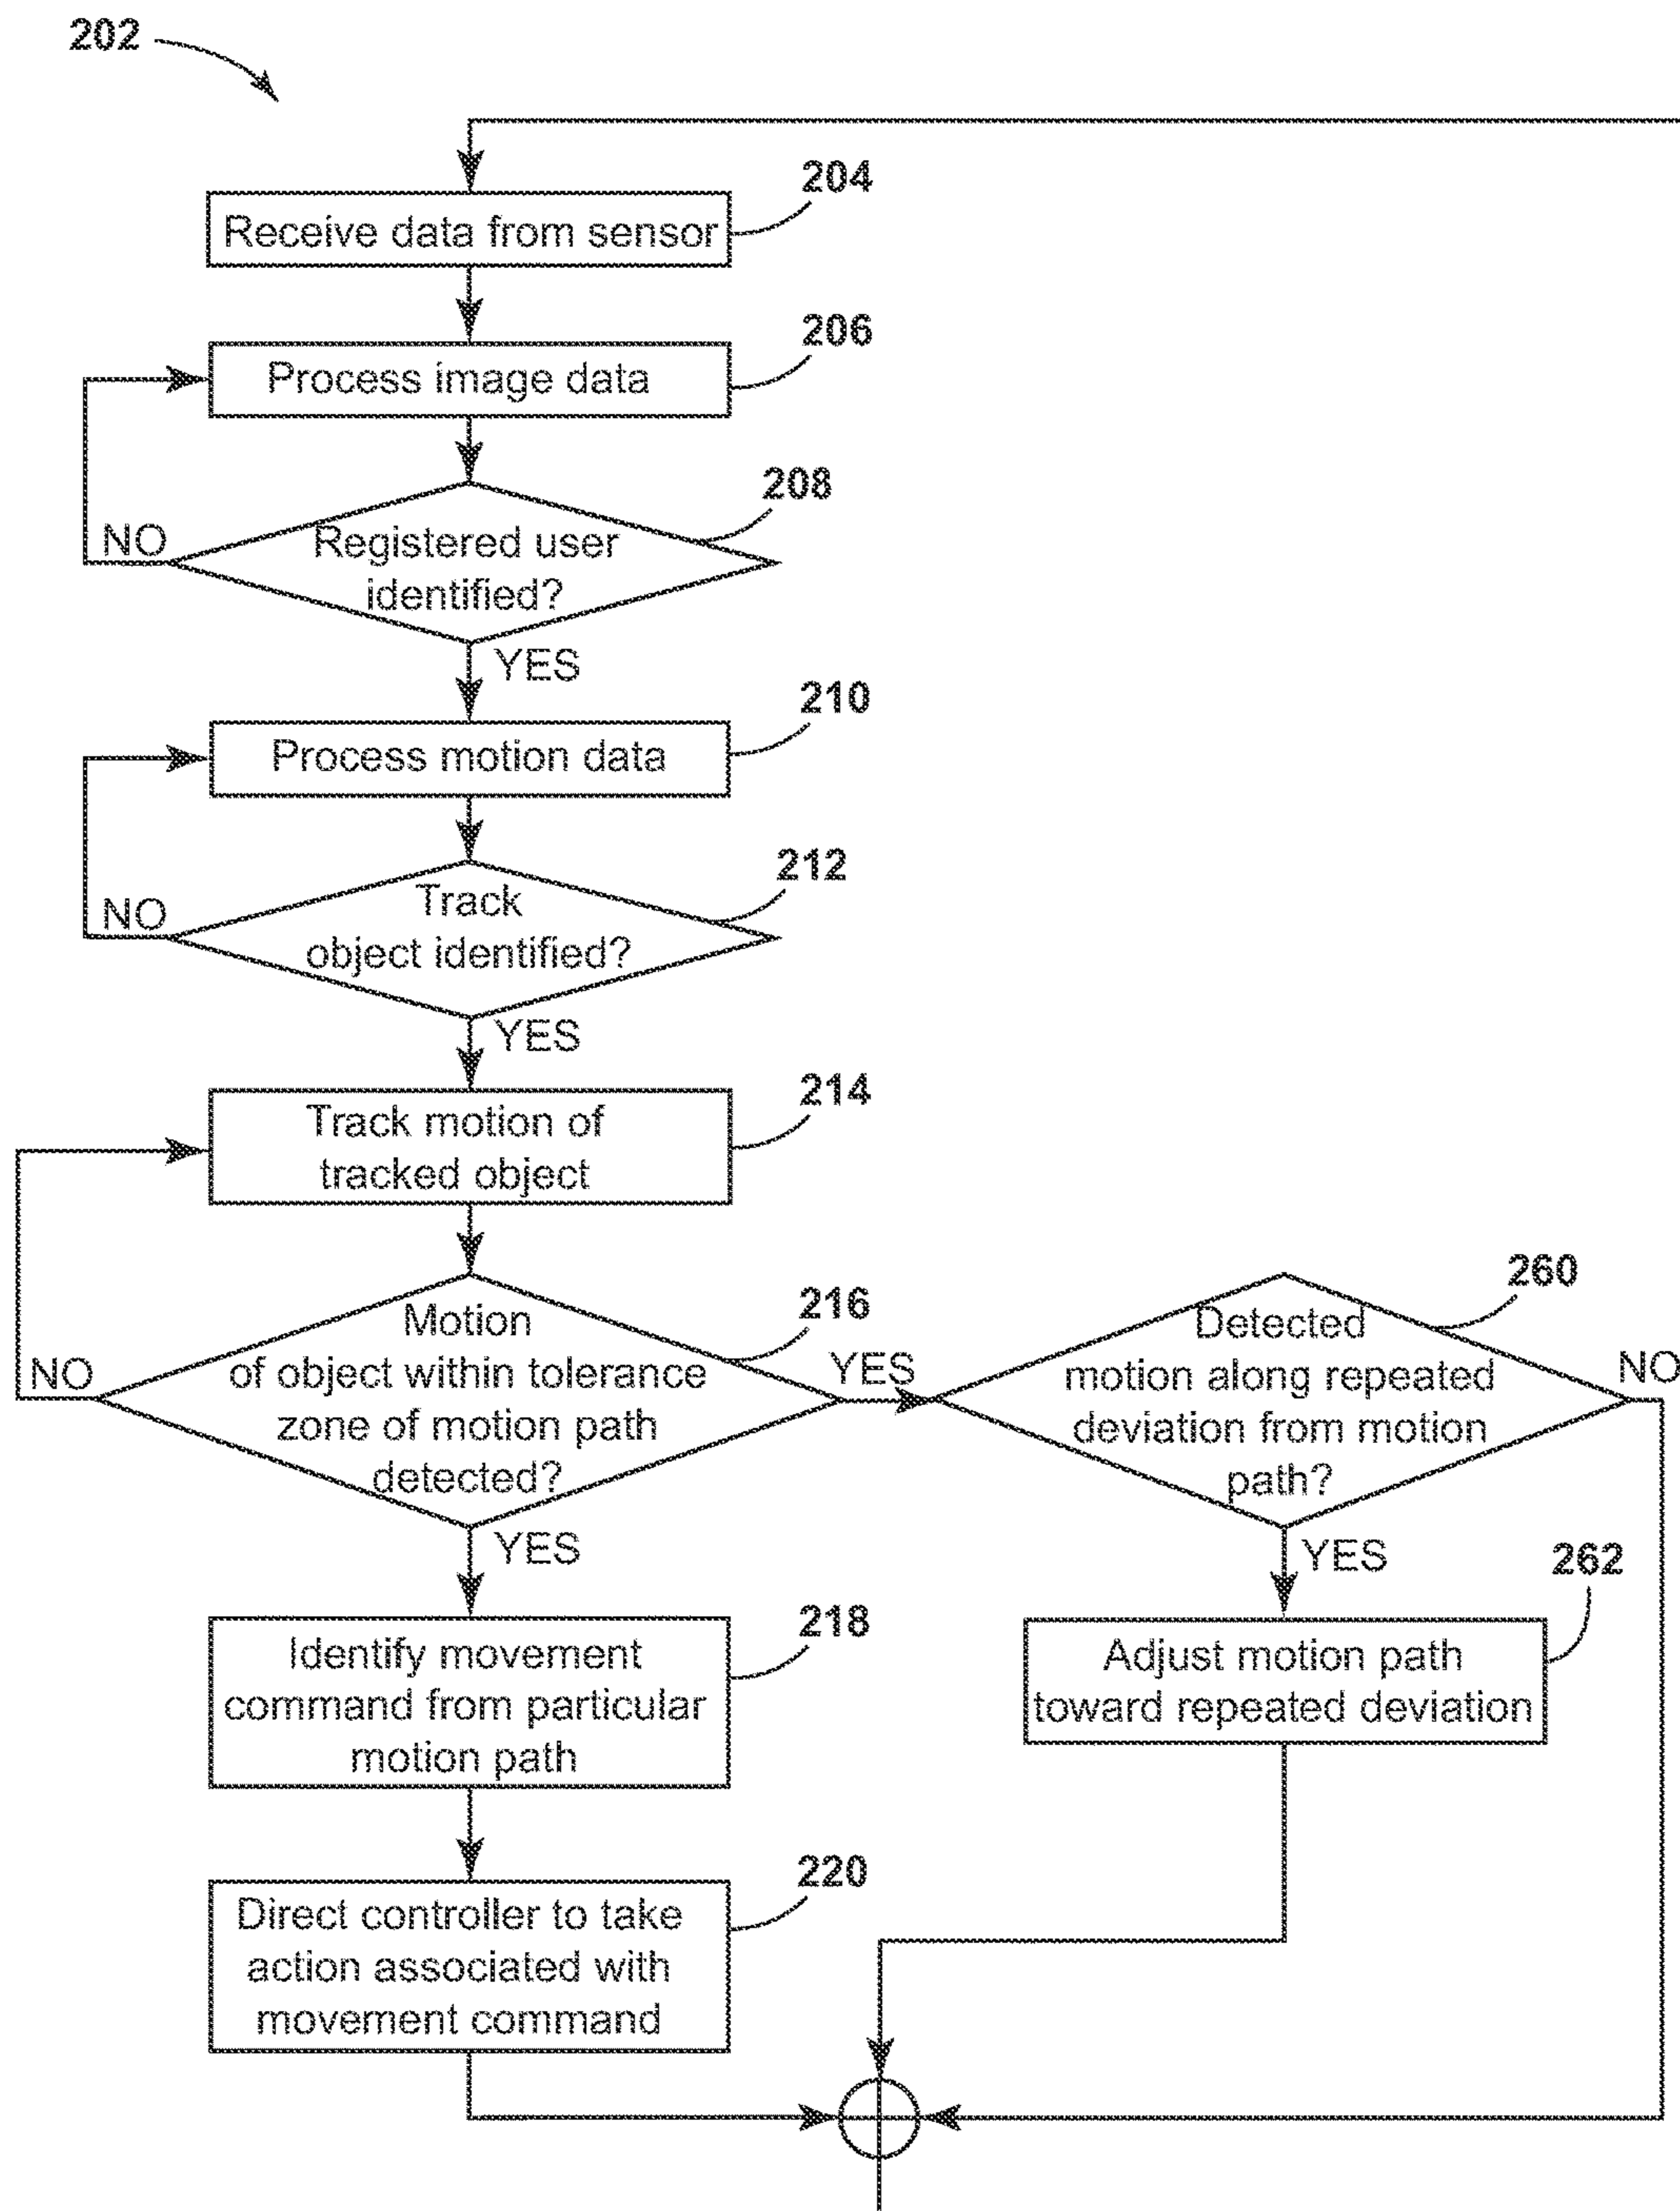 202
204
Receive data from sensor
206
Process image data
208
NO
Registered user
identified?
YES
210
Process motion data
212
NO
Track
object identified?
YES
214
Track motion of
tracked object
216
260
Motion
of object within tolerance
zone of motion path
detected?
NO
YES
Detected
motion along repeated
deviation from motion
path?
NO
YES
YES
262
218
Identify movement
command from particular
motion path
Adjust motion path
toward repeated deviation
220
Direct controller to take
action associated with
movement command